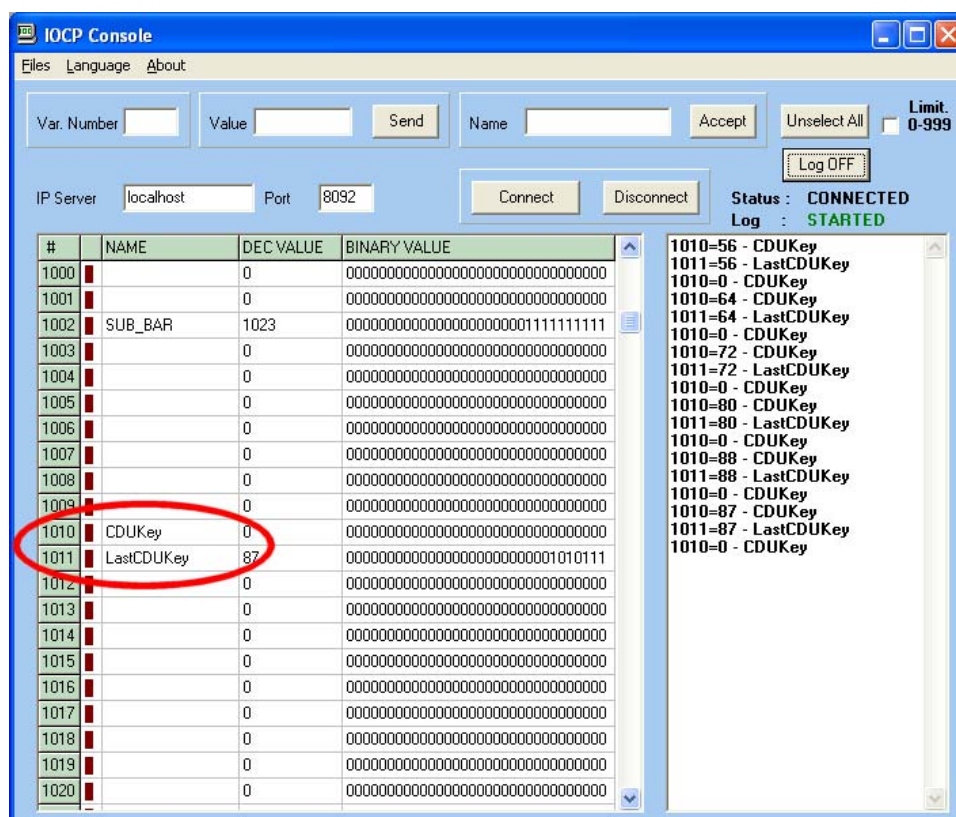 IOCP Console
Files Language About
Var. Number Value Send Name Accept Unselect All Limit. 0-999
Log OFF
IP Server localhost Port 8092 Connect Disconnect Status : CONNECTED
Log : STARTED
# NAME DEC VALUE BINARY VALUE
1000 0 00000000000000000000000000000000
1001 0 00000000000000000000000000000000
1002 SUB_BAR 1023 00000000000000000000001111111111
1003 0 00000000000000000000000000000000
1004 0 00000000000000000000000000000000
1005 0 00000000000000000000000000000000
1006 0 00000000000000000000000000000000
1007 0 00000000000000000000000000000000
1008 0 00000000000000000000000000000000
1009 0 00000000000000000000000000000000
1010 CDUKey 0 00000000000000000000000000000000
1011 LastCDUKey 87 00000000000000000000000001010111
1012 0 00000000000000000000000000000000
1013 0 00000000000000000000000000000000
1014 0 00000000000000000000000000000000
1015 0 00000000000000000000000000000000
1016 0 00000000000000000000000000000000
1017 0 00000000000000000000000000000000
1018 0 00000000000000000000000000000000
1019 0 00000000000000000000000000000000
1020 0 00000000000000000000000000000000
1010=56 - CDUKey
1011=56 - LastCDUKey
1010=0 - CDUKey
1010=64 - CDUKey
1011=64 - LastCDUKey
1010=0 - CDUKey
1010=72 - CDUKey
1011=72 - LastCDUKey
1010=0 - CDUKey
1010=80 - CDUKey
1011=80 - LastCDUKey
1010=0 - CDUKey
1010=88 - CDUKey
1011=88 - LastCDUKey
1010=0 - CDUKey
1010=87 - CDUKey
1011=87 - LastCDUKey
1010=0 - CDUKey